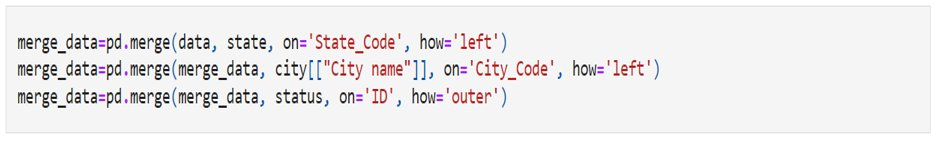 merge_data=pd.merge(data, state, on='State_Code', how='left')
merge_data=pd.merge(merge_data, city[["City name"]], on='City_Code', how='left')
merge_data=pd.merge(merge_data, status, on='ID', how='outer')